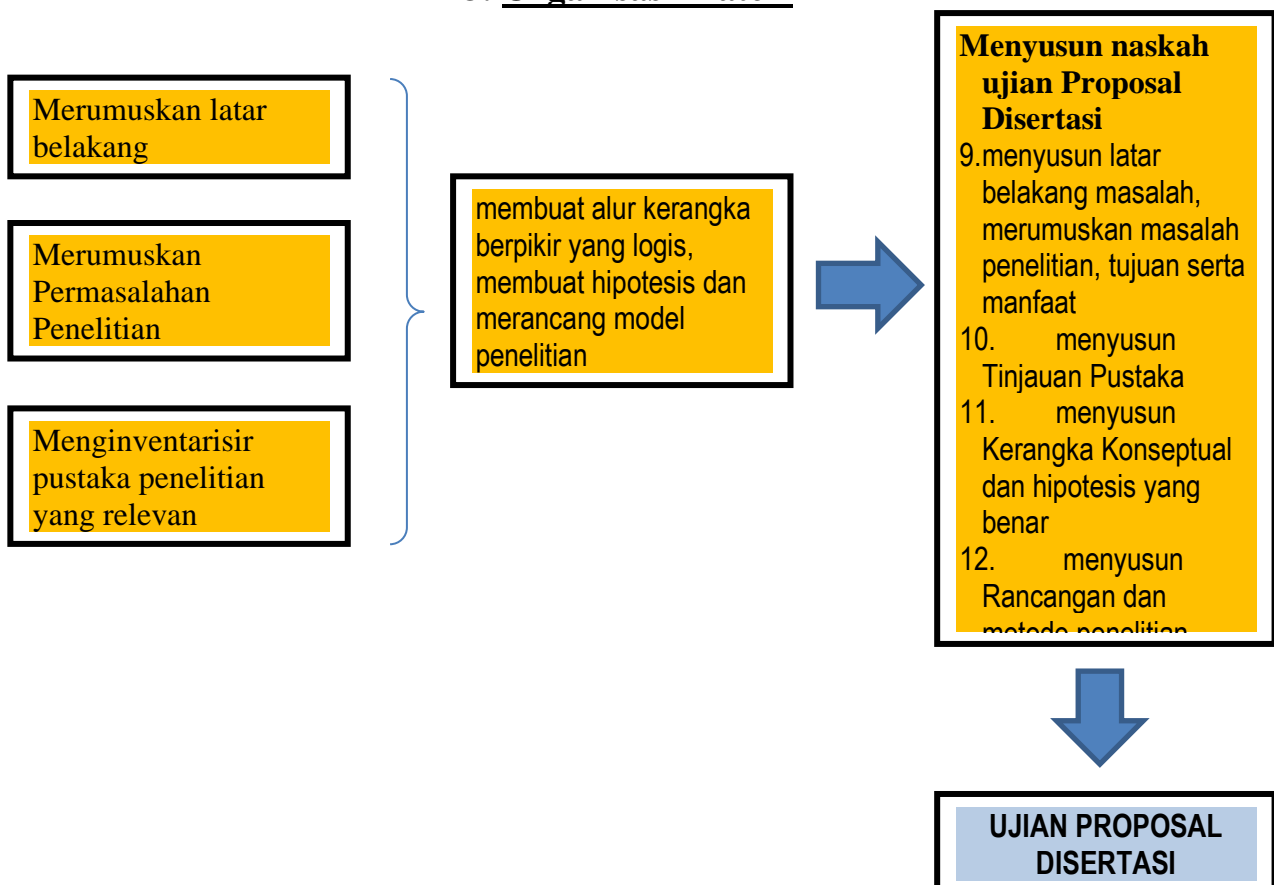 Merumuskan latar
belakang
Merumuskan
Permasalahan
Penelitian
Menginventarisir
pustaka penelitian
yang relevan
membuat alur kerangka
berpikir yang logis,
membuat hipotesis dan
merancang model
penelitian
Menyusun naskah
ujian Proposal
Disertasi
9.menyusun latar
belakang masalah,
merumuskan masalah
penelitian, tujuan serta
manfaat
10. menyusun
Tinjauan Pustaka
11. menyusun
Kerangka Konseptual
dan hipotesis yang
benar
12. menyusun
Rancangan dan
metode penelitian
UJIAN PROPOSAL
DISERTASI